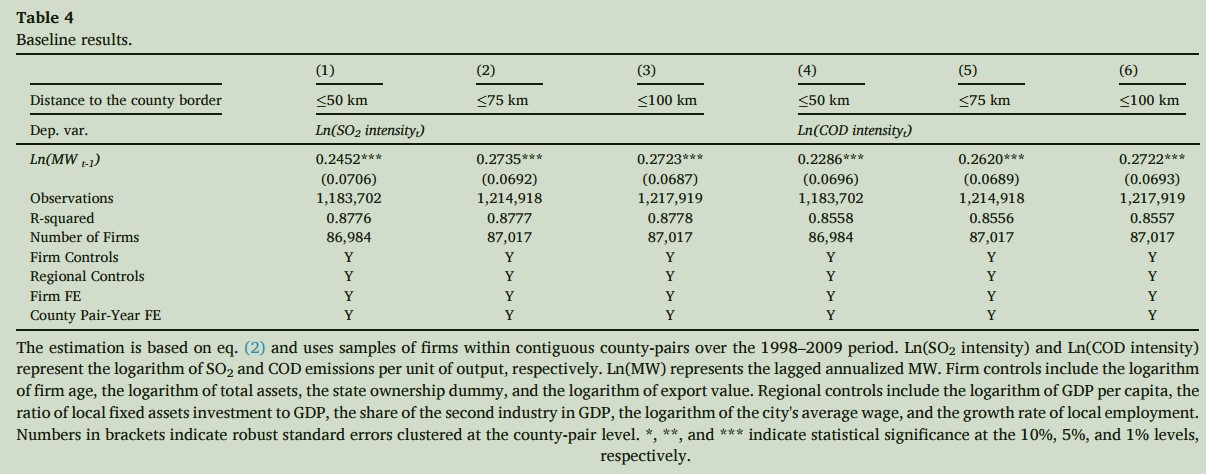 Table 4
Baseline results.
(1) (2) (3) (4) (5) (6)
Distance to the county border ≤50 km ≤75 km ≤100 km ≤50 km ≤75 km ≤100 km
Dep. var. Ln(SO2 intensityt) Ln(COD intensityt)
Ln(MW t-1) 0.2452*** 0.2735*** 0.2723*** 0.2286*** 0.2620*** 0.2722***
(0.0706) (0.0692) (0.0687) (0.0696) (0.0689) (0.0693)
Observations 1,183,702 1,214,918 1,217,919 1,183,702 1,214,918 1,217,919
R-squared 0.8776 0.8777 0.8778 0.8558 0.8556 0.8557
Number of Firms 86,984 87,017 87,017 86,984 87,017 87,017
Firm Controls Y Y Y Y Y Y
Regional Controls Y Y Y Y Y Y
Firm FE Y Y Y Y Y Y
County Pair-Year FE Y Y Y Y Y Y
The estimation is based on eq. (2) and uses samples of firms within contiguous county-pairs over the 1998–2009 period. Ln(SO2 intensity) and Ln(COD intensity)
represent the logarithm of SO2 and COD emissions per unit of output, respectively. Ln(MW) represents the lagged annualized MW. Firm controls include the logarithm
of firm age, the logarithm of total assets, the state ownership dummy, and the logarithm of export value. Regional controls include the logarithm of GDP per capita, the
ratio of local fixed assets investment to GDP, the share of the second industry in GDP, the logarithm of the city's average wage, and the growth rate of local employment.
Numbers in brackets indicate robust standard errors clustered at the county-pair level. *, **, and *** indicate statistical significance at the 10%, 5%, and 1% levels,
respectively.